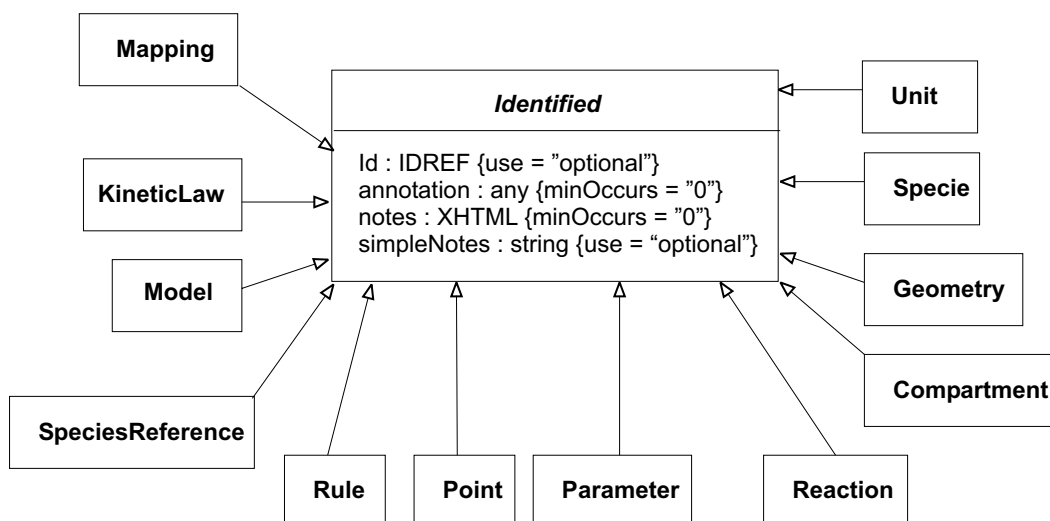 Mapping
Identified
Unit
Id : IDREF {use = ”optional”}
annotation : any {minOccurs = ”0”}
notes : XHTML {minOccurs = ”0”}
simpleNotes : string {use = “optional”}
KineticLaw
Specie
Model
Geometry
Compartment
SpeciesReference
Rule
Point
Parameter
Reaction